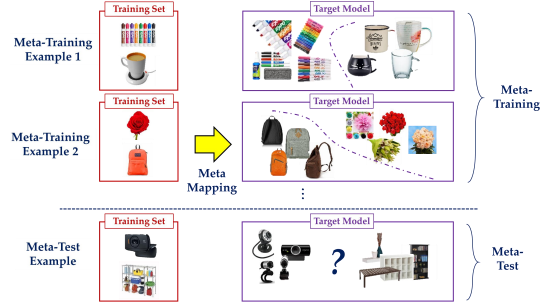 Meta-Training
Example 1
Training Set
Target Model
Meta-Training
Example 2
Training Set
Meta
Mapping
Target Model
Meta-
Training
Meta-Test
Example
Training Set
Target Model
?
Meta-
Test